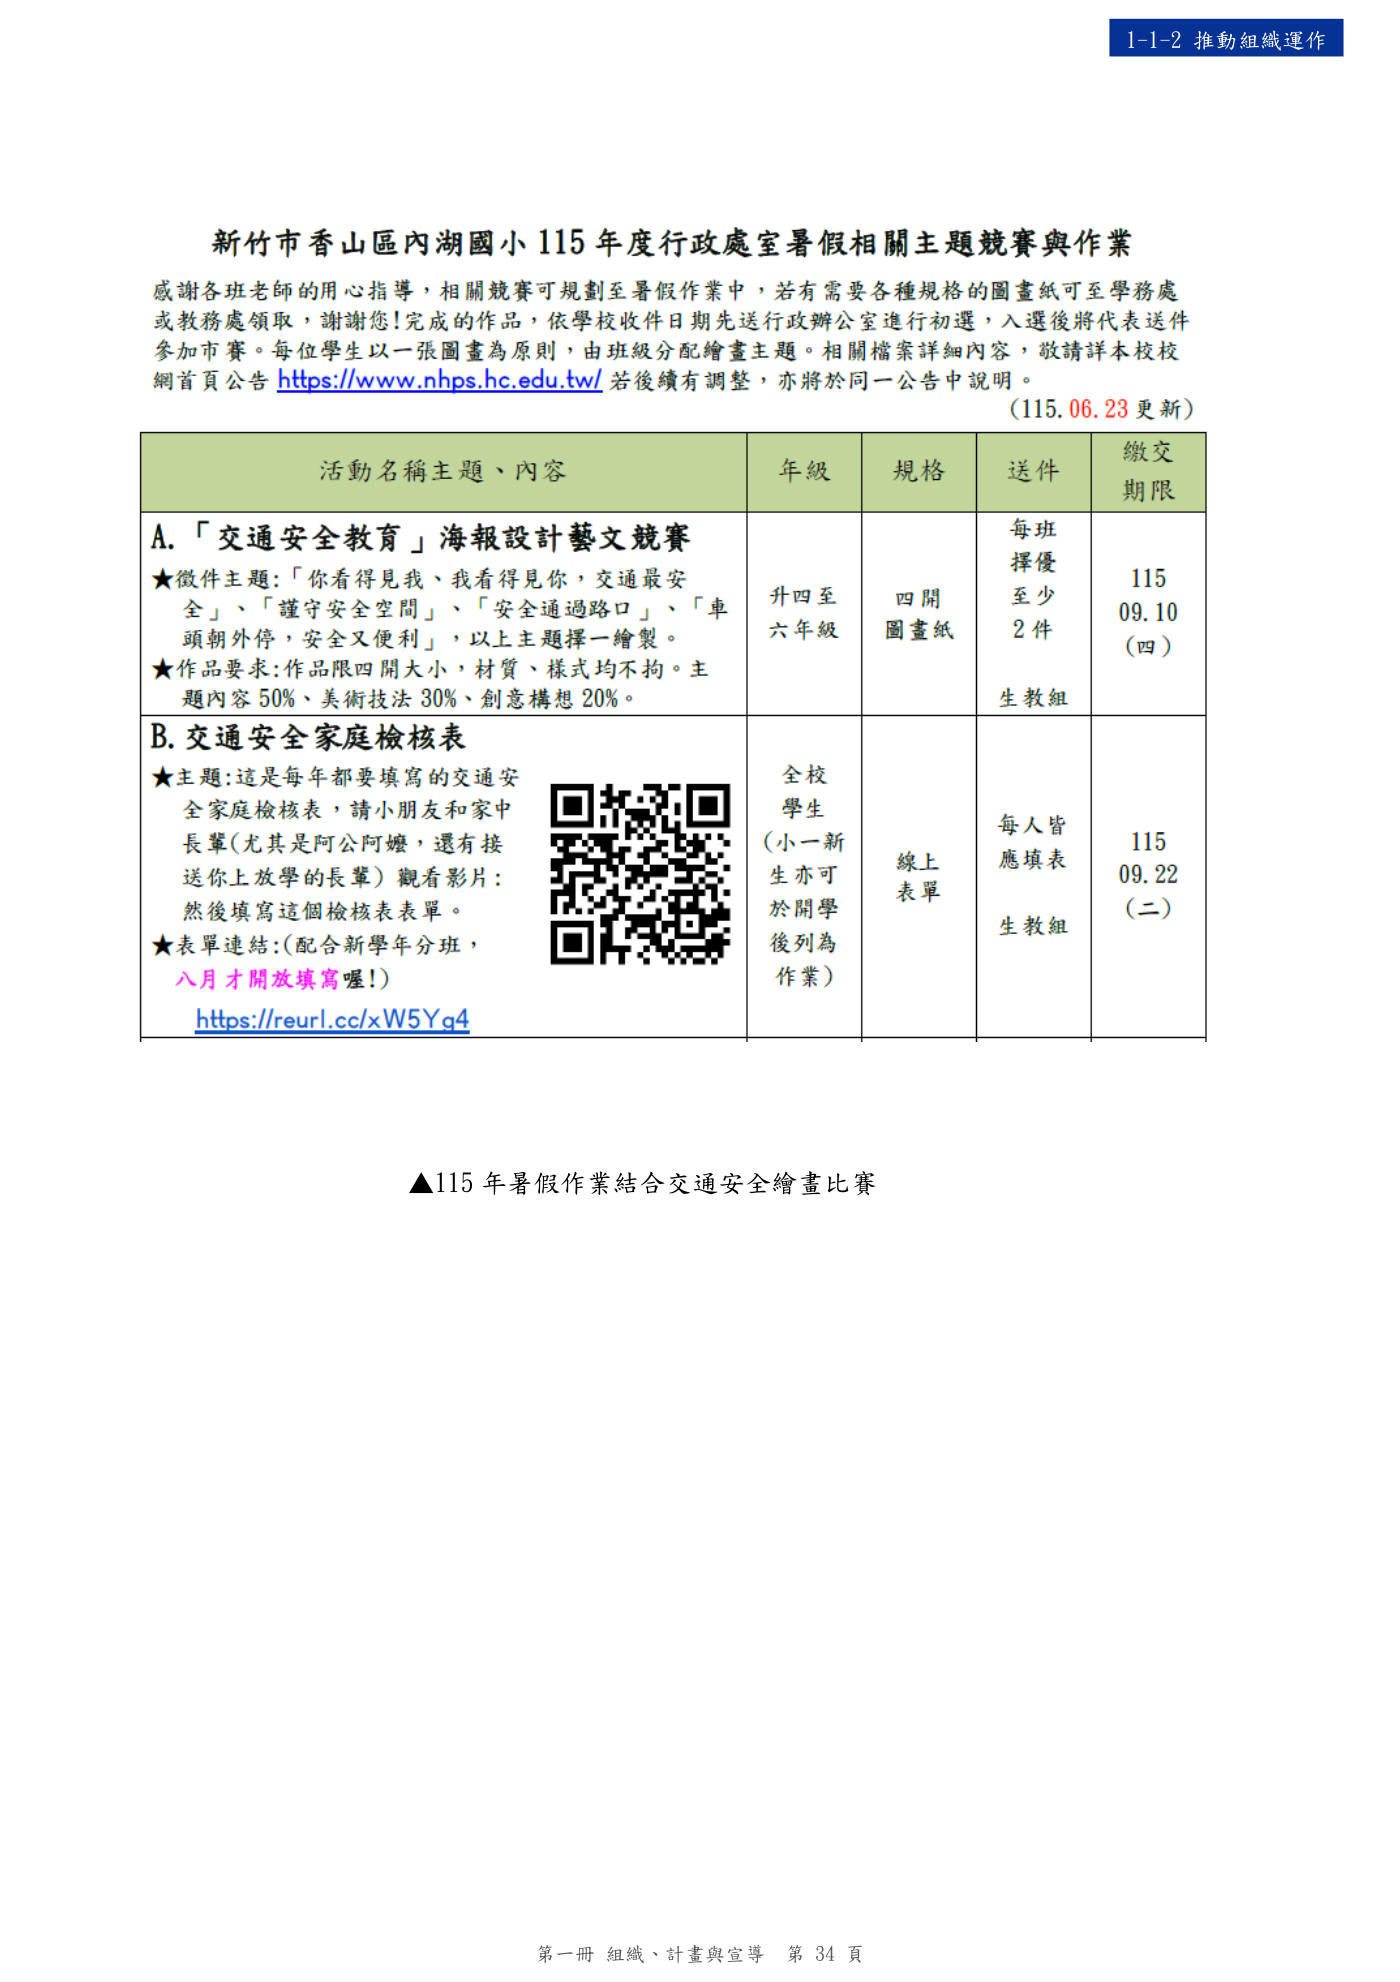 1-1-2 推動組織運作
新竹市香山區內湖國小 115 年度行政處室暑假相關主題競賽與作業
感謝各班老師的用心指導，相關競賽可規劃至暑假作業中，若有需要各種規格的圖畫紙可至學務處
或教務處領取，謝謝您!完成的作品，依學校收件日期先送行政辦公室進行初選，入選後將代表送件
參加市賽。每位學生以一張圖畫為原則，由班級分配繪畫主題。相關檔案詳細內容，敬請詳本校校
網首頁公告 https://www.nhps.hc.edu.tw/ 若後續有調整，亦將於同一公告中說明。
(115.06.23 更新)
活動名稱主題、內容
年級
規格
送件
繳交
期限
A.「交通安全教育」海報設計藝文競賽
★徵件主題:「你看得見我、我看得見你，交通最安
全」、「謹守安全空間」、「安全通過路口」、「車
頭朝外停，安全又便利」，以上主題擇一繪製。
★作品要求:作品限四開大小，材質、樣式均不拘。主
題內容 50%、美術技法 30%、創意構想 20%。
升四至
六年級
四開
圖畫紙
每班
擇優
至少
2 件
生教組
115
09.10
(四)
B.交通安全家庭檢核表
★主題:這是每年都要填寫的交通安
全家庭檢核表，請小朋友和家中
長輩(尤其是阿公阿嬤，還有接
送你上放學的長輩) 觀看影片:
然後填寫這個檢核表表單。
★表單連結:(配合新學年分班，
八月才開放填寫喔!)
https://reurl.cc/xW5Yg4
全校
學生
(小一新
生亦可
於開學
後列為
作業)
線上
表單
每人皆
應填表
生教組
115
09.22
(二)
▲115 年暑假作業結合交通安全繪畫比賽
第一冊 組織、計畫與宣導 第 34 頁